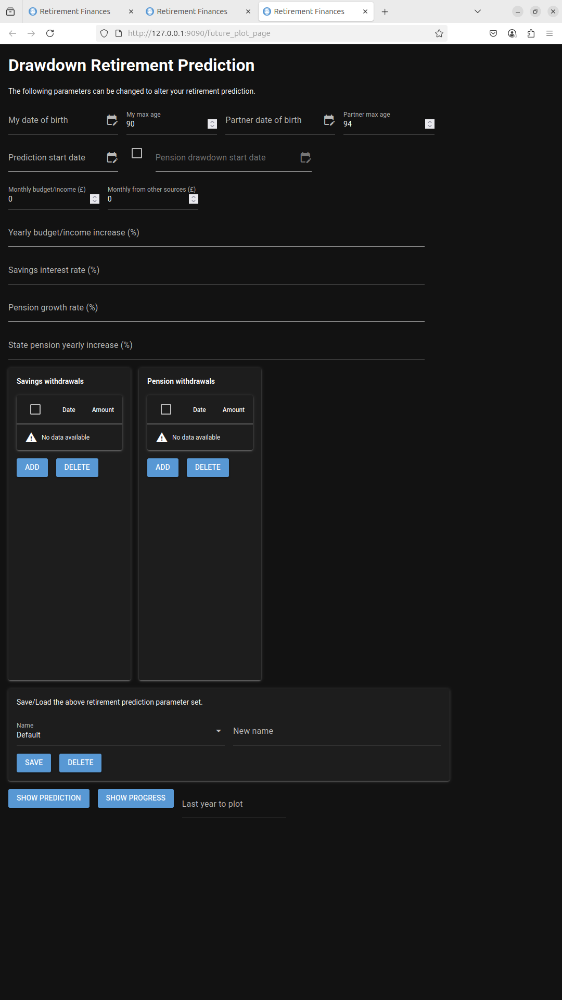 Retirement Finances
Retirement Finances
Retirement Finances
http://127.0.0.1:9090/future_plot_page
Drawdown Retirement Prediction
The following parameters can be changed to alter your retirement prediction.
My date of birth
My max age
90
Partner date of birth
Partner max age
94
Prediction start date
Pension drawdown start date
Monthly budget/income (£)
0
Monthly from other sources (£)
0
Yearly budget/income increase (%)
Savings interest rate (%)
Pension growth rate (%)
State pension yearly increase (%)
Savings withdrawals
Date Amount
No data available
ADD DELETE
Pension withdrawals
Date Amount
No data available
ADD DELETE
Save/Load the above retirement prediction parameter set.
Name
Default
New name
SAVE DELETE
SHOW PREDICTION SHOW PROGRESS
Last year to plot